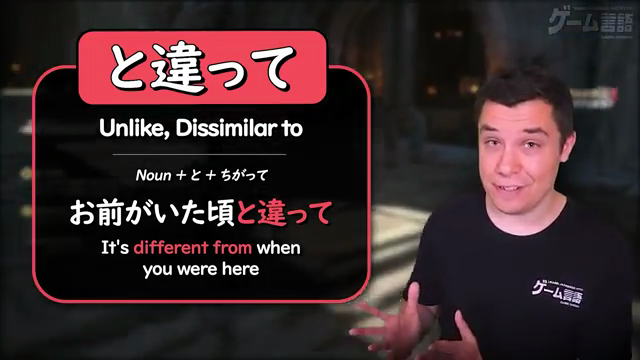 と違って
Unlike, Dissimilar to
Noun + と + ちがって
お前がいた頃と違って
It's different from when
you were here
ゲーム言語
ゲーム言語